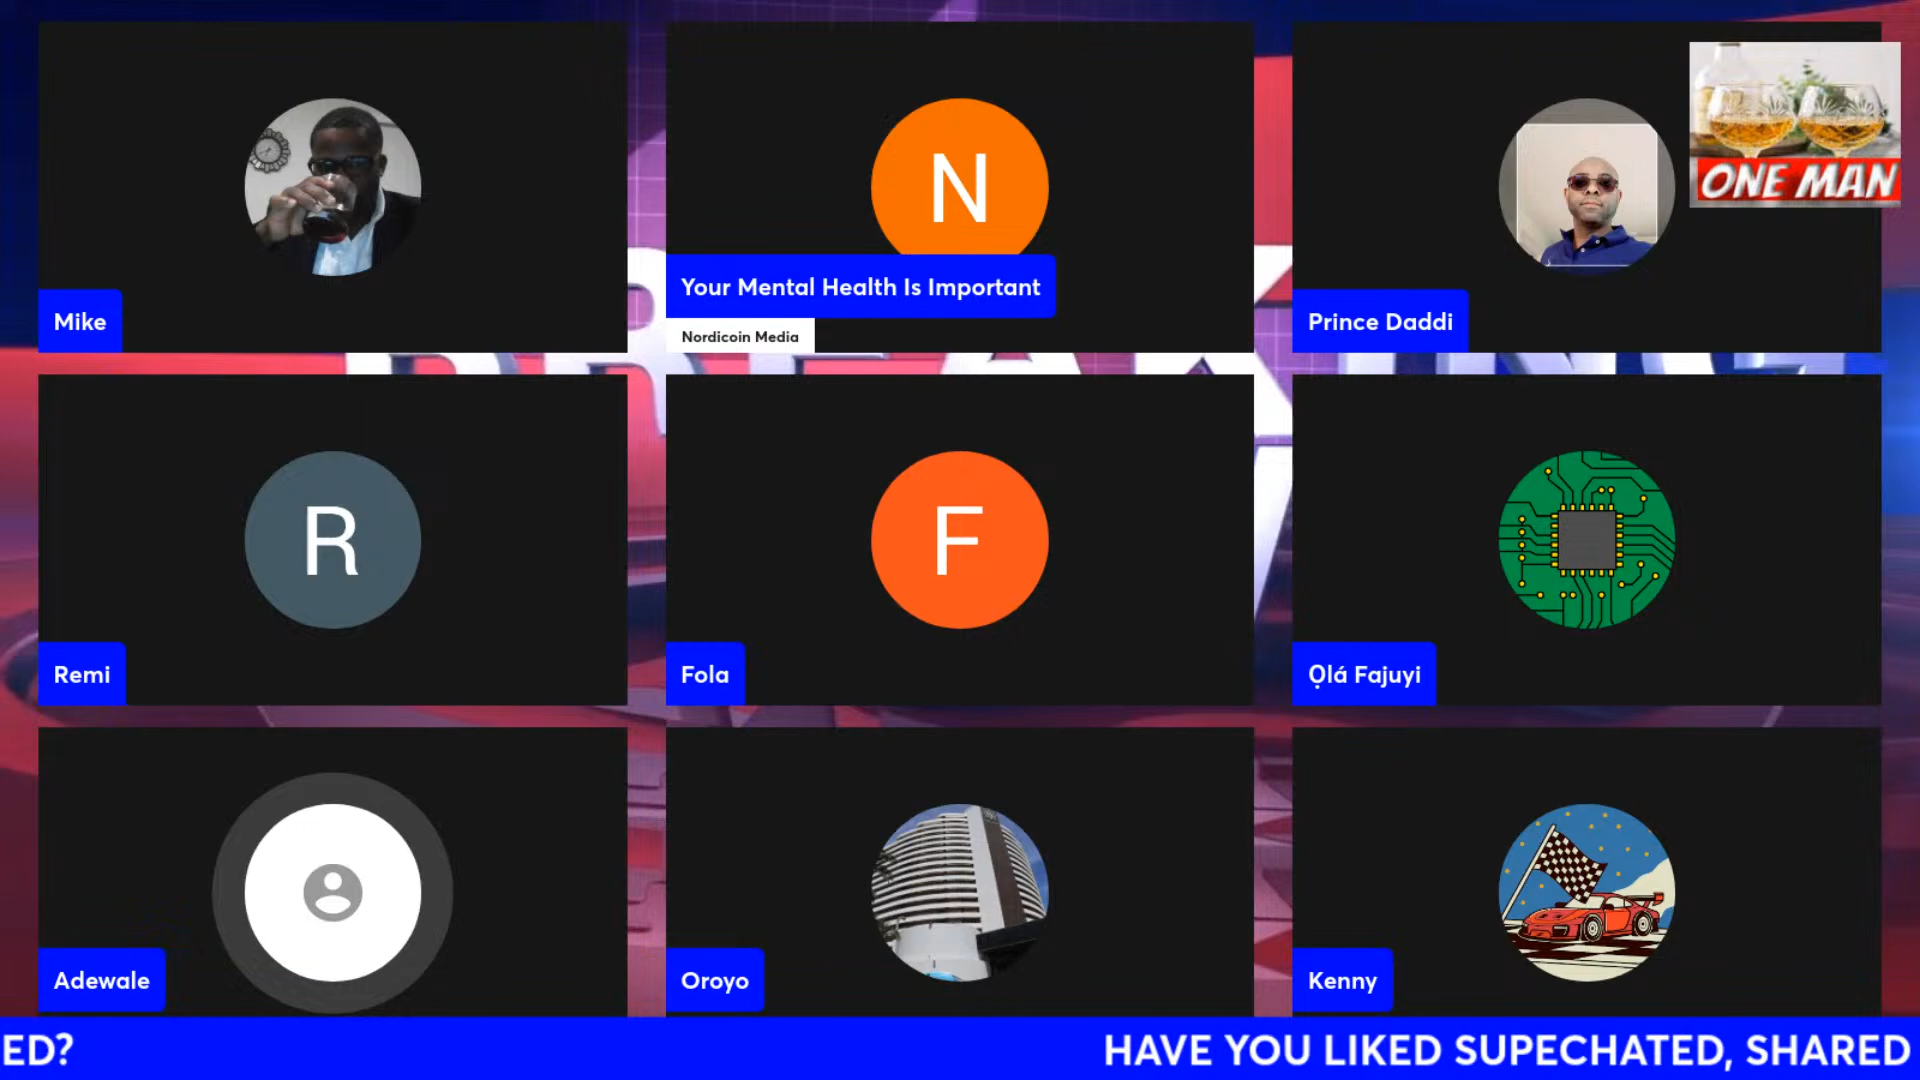 Mike
N
Your Mental Health Is Important
Nordicoin Media
Prince Daddi
ONE MAN
R
Remi
F
Fola
Ọlá Fajuyi
Adewale
Oroyo
Kenny
ED?
HAVE YOU LIKED SUPECHATED, SHARED